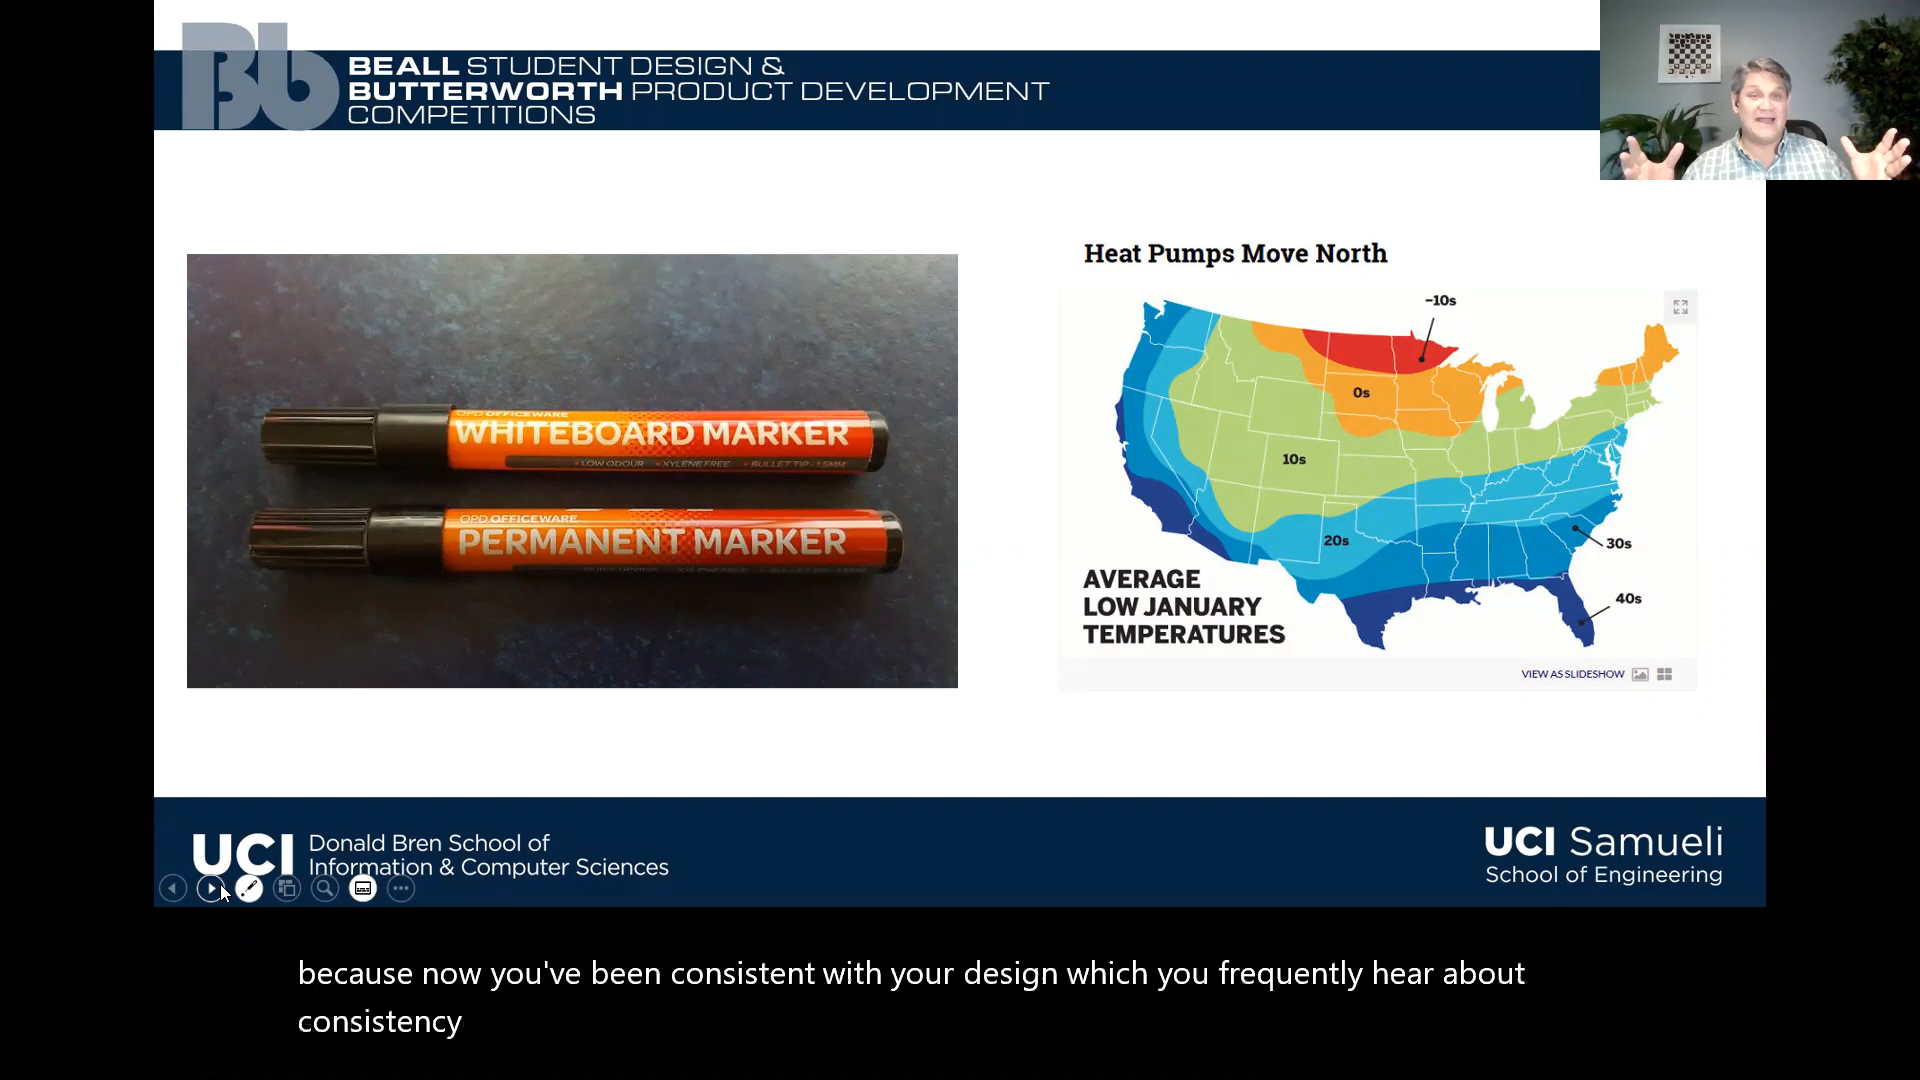 Bb
BEALL STUDENT DESIGN &
BUTTERWORTH PRODUCT DEVELOPMENT
COMPETITIONS
OPD OFFICEWARE
WHITEBOARD MARKER
• LOW ODOUR • XYLENE FREE • BULLET TIP - 1.5MM
OPD OFFICEWARE
PERMANENT MARKER
Heat Pumps Move North
-10s
0s
10s
20s
30s
40s
AVERAGE
LOW JANUARY
TEMPERATURES
VIEW AS SLIDESHOW
UCI Donald Bren School of
Information & Computer Sciences
UCI Samueli
School of Engineering
because now you've been consistent with your design which you frequently hear about
consistency